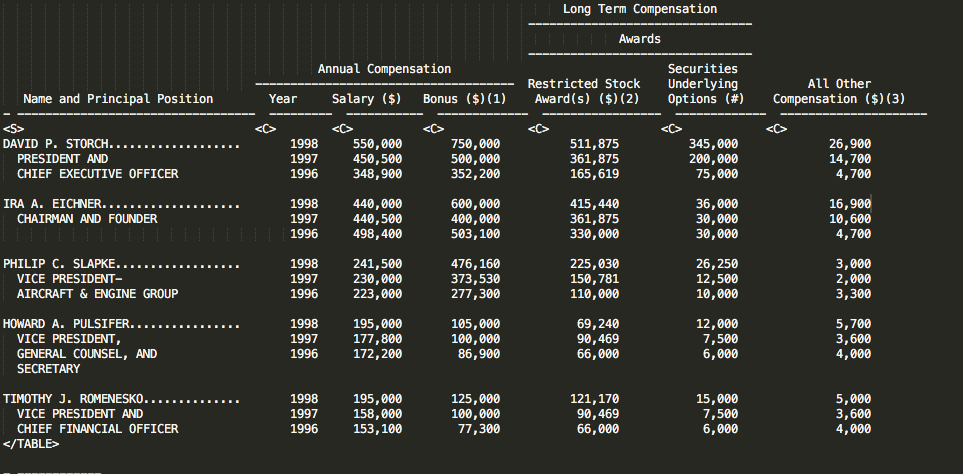 Long Term Compensation
Awards
Annual Compensation Securities
Restricted Stock Underlying All Other
Name and Principal Position Year Salary ($) Bonus ($)(1) Award(s) ($)(2) Options (#) Compensation ($)(3)
<S> <C> <C> <C> <C> <C> <C>
DAVID P. STORCH................... 1998 550,000 750,000 511,875 345,000 26,900
PRESIDENT AND 1997 450,500 500,000 361,875 200,000 14,700
CHIEF EXECUTIVE OFFICER 1996 348,900 352,200 165,619 75,000 4,700
IRA A. EICHNER.................... 1998 440,000 600,000 415,440 36,000 16,900
CHAIRMAN AND FOUNDER 1997 440,500 400,000 361,875 30,000 10,600
1996 498,400 503,100 330,000 30,000 4,700
PHILIP C. SLAPKE.................. 1998 241,500 476,160 225,030 26,250 3,000
VICE PRESIDENT- 1997 230,000 373,530 150,781 12,500 2,000
AIRCRAFT & ENGINE GROUP 1996 223,000 277,300 110,000 10,000 3,300
HOWARD A. PULSIFER................ 1998 195,000 105,000 69,240 12,000 5,700
VICE PRESIDENT, 1997 177,800 100,000 90,469 7,500 3,600
GENERAL COUNSEL, AND 1996 172,200 86,900 66,000 6,000 4,000
SECRETARY
TIMOTHY J. ROMENESKO.............. 1998 195,000 125,000 121,170 15,000 5,000
VICE PRESIDENT AND 1997 158,000 100,000 90,469 7,500 3,600
CHIEF FINANCIAL OFFICER 1996 153,100 77,300 66,000 6,000 4,000
</TABLE>